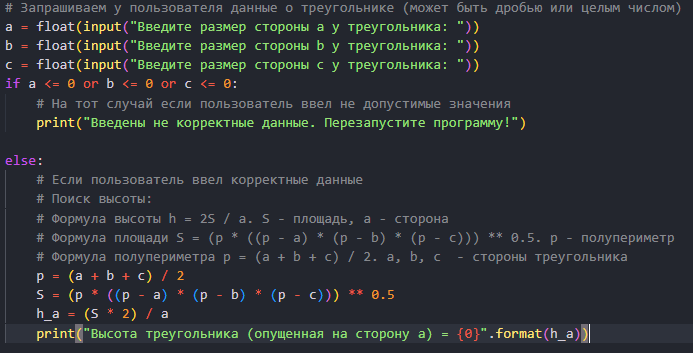 # Запрашиваем у пользователя данные о треугольнике (может быть дробью или целым числом)
a = float(input("Введите размер стороны a у треугольника: "))
b = float(input("Введите размер стороны b у треугольника: "))
c = float(input("Введите размер стороны c у треугольника: "))
if a <= 0 or b <= 0 or c <= 0:
    # На тот случай если пользователь ввел не допустимые значения
    print("Введены не корректные данные. Перезапустите программу!")
else:
    # Если пользователь ввел корректные данные
    # Поиск высоты:
    # Формула высоты h = 2S / a. S - площадь, a - сторона
    # Формула площади S = (p * ((p - a) * (p - b) * (p - c))) ** 0.5. p - полупериметр
    # Формула полупериметра p = (a + b + c) / 2. a, b, c  - стороны треугольника
    p = (a + b + c) / 2
    S = (p * ((p - a) * (p - b) * (p - c))) ** 0.5
    h_a = (S * 2) / a
    print("Высота треугольника (опущенная на сторону a) = {0}".format(h_a))